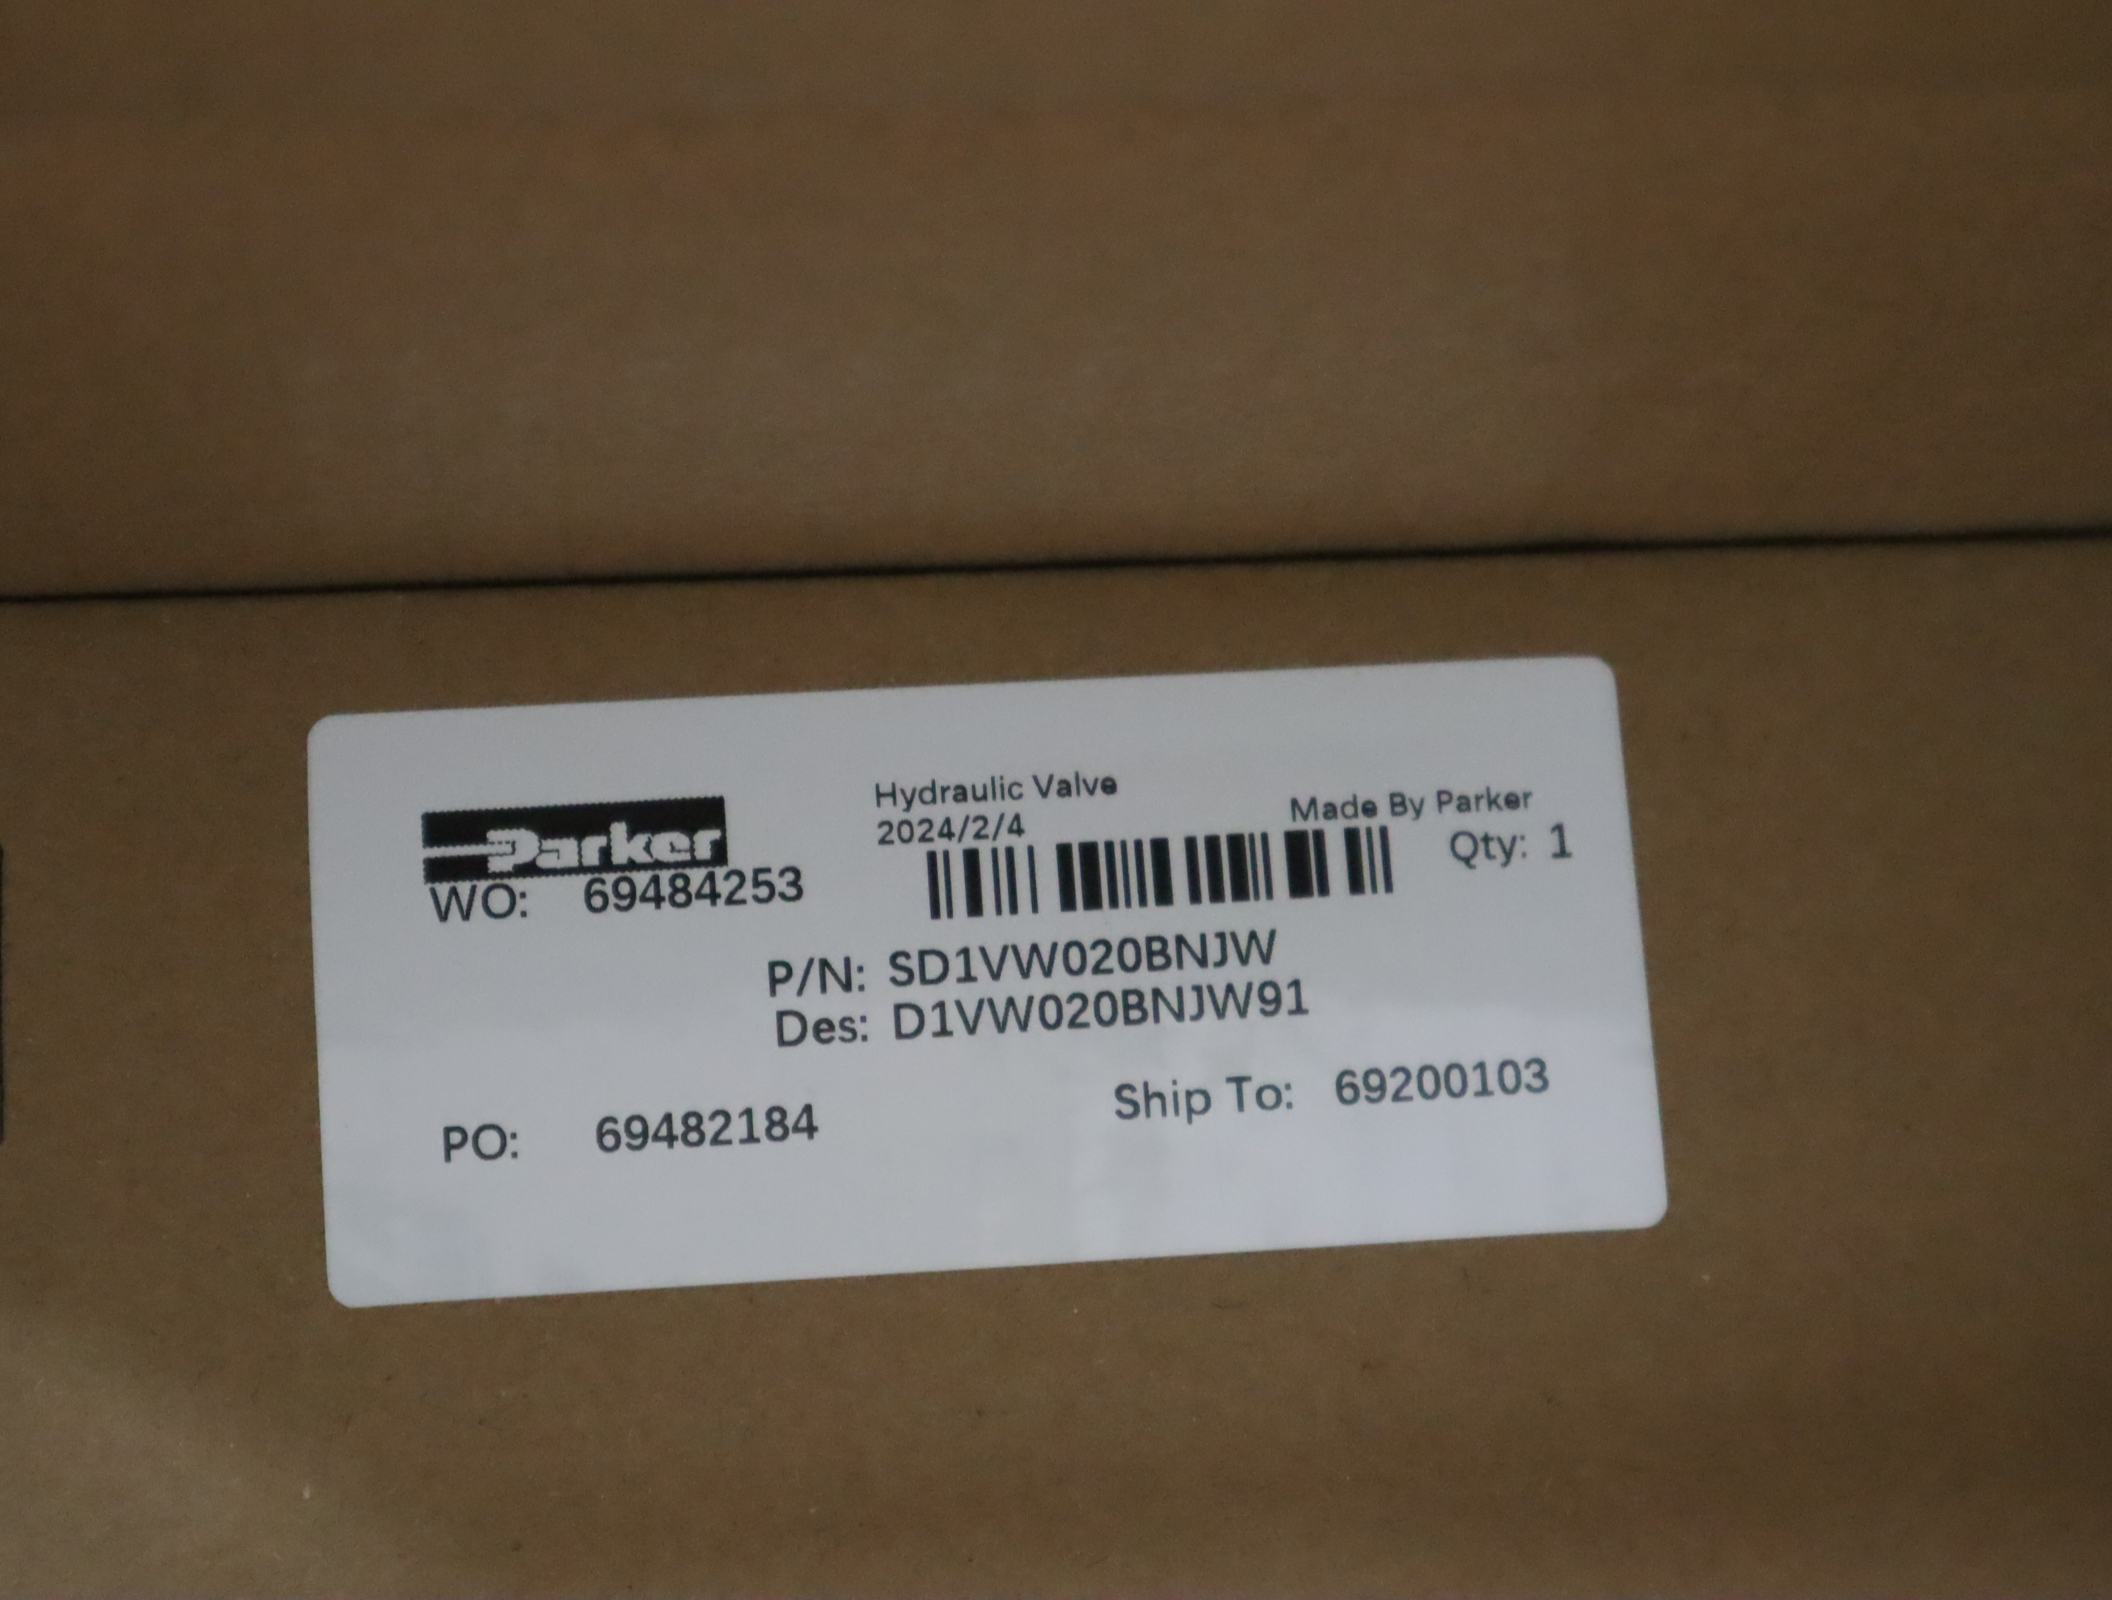 Parker
Hydraulic Valve
2024/2/4
Made By Parker
Qty: 1
WO: 69484253
P/N: SD1VW020BNJW
Des: D1VW020BNJW91
Ship To: 69200103
PO: 69482184